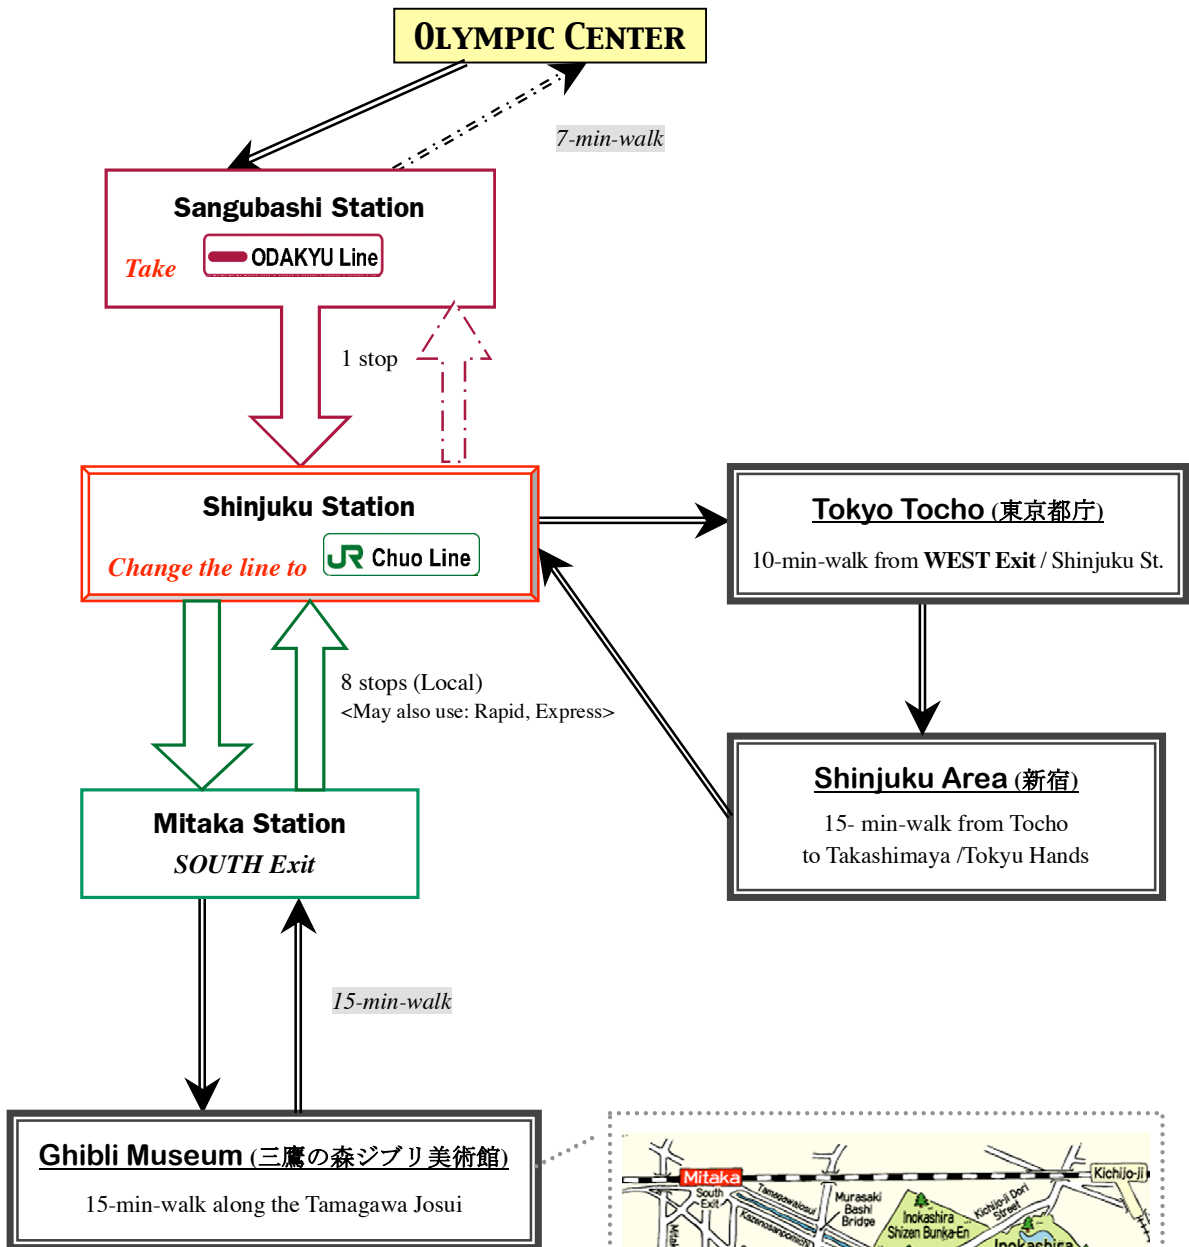 OLYMPIC CENTER
7-min-walk
Sangubashi Station
Take ODAKYU Line
1 stop
Shinjuku Station
Change the line to JR Chuo Line
Tokyo Tocho (東京都庁)
10-min-walk from WEST Exit / Shinjuku St.
8 stops (Local)
<May also use: Rapid, Express>
Shinjuku Area (新宿)
15- min-walk from Tocho
to Takashimaya /Tokyu Hands
Mitaka Station
SOUTH Exit
15-min-walk
Ghibli Museum (三鷹の森ジブリ美術館)
15-min-walk along the Tamagawa Josui
Mitaka
Kichijo-ji
South
Exit
Tamagawajosui
Kazenosanpomichi
Murasaki
Bashi
Bridge
Inokashira
Shizen Bunka-En
Kichijo-ji Dori
Street
Inokashira